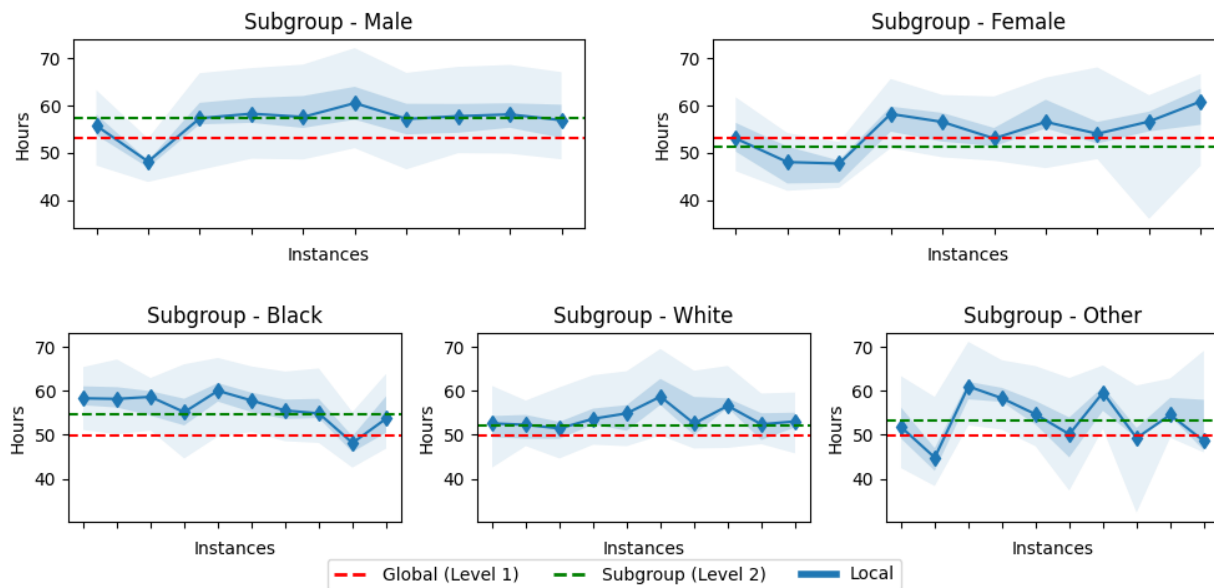 Subgroup - Male
70
60
50
40
Hours
Instances
Subgroup - Female
70
60
50
40
Hours
Instances
Subgroup - Black
70
60
50
40
Hours
Instances
Subgroup - White
70
60
50
40
Hours
Instances
Subgroup - Other
70
60
50
40
Hours
Instances
Global (Level 1) Subgroup (Level 2) Local